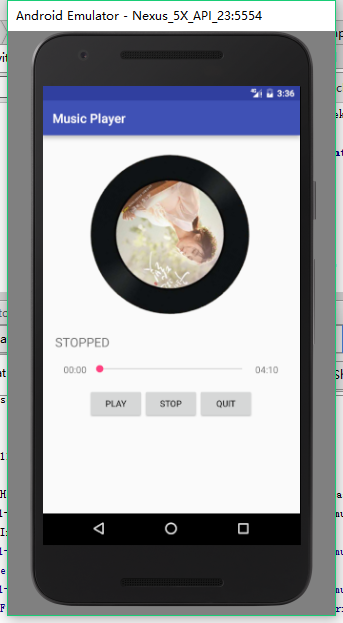 Android Emulator - Nexus_5X_API_23:5554
3:36
Music Player
STOPPED
00:00 04:10
PLAY STOP QUIT